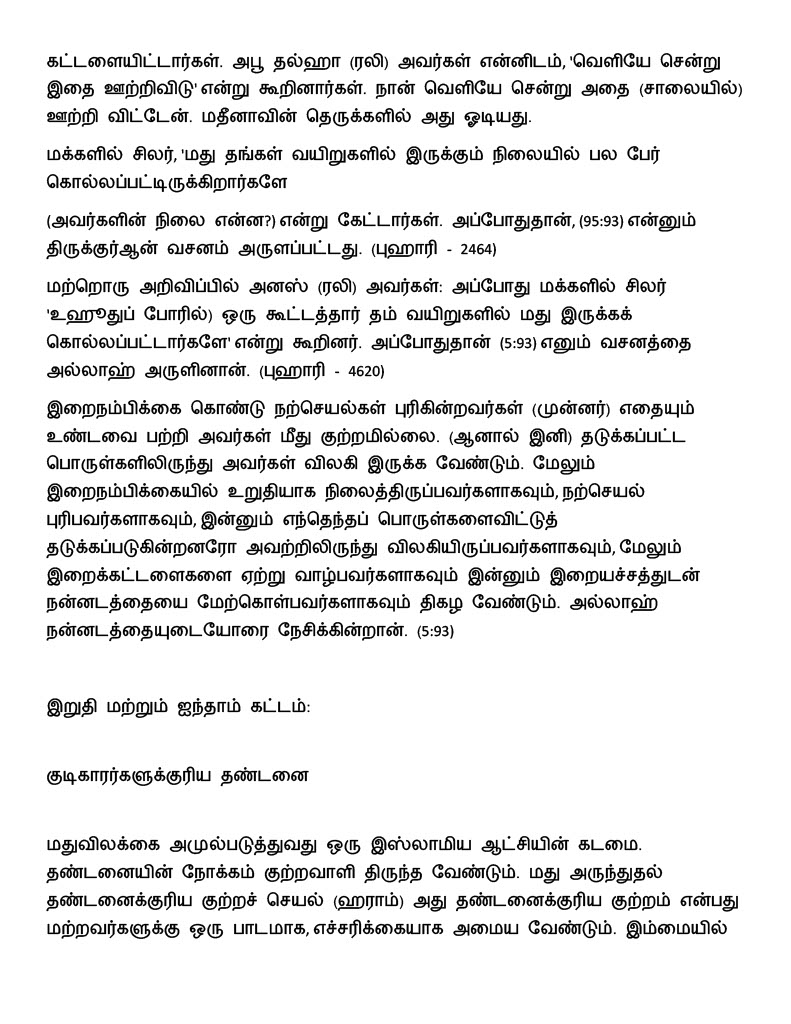 கட்டளையிட்டார்கள். அபூ தல்ஹா (ரலி) அவர்கள் என்னிடம், 'வெளியே சென்று
இதை ஊற்றிவிடு' என்று கூறினார்கள். நான் வெளியே சென்று அதை (சாலையில்)
ஊற்றி விட்டேன். மதீனாவின் தெருக்களில் அது ஓடியது.
மக்களில் சிலர், 'மது தங்கள் வயிறுகளில் இருக்கும் நிலையில் பல பேர்
கொல்லப்பட்டிருக்கிறார்களே
(அவர்களின் நிலை என்ன?) என்று கேட்டார்கள். அப்போதுதான், (95:93) என்னும்
திருக்குர்ஆன் வசனம் அருளப்பட்டது. (புஹாரி - 2464)
மற்றொரு அறிவிப்பில் அனஸ் (ரலி) அவர்கள்: அப்போது மக்களில் சிலர்
'உஹூதுப் போரில்) ஒரு கூட்டத்தார் தம் வயிறுகளில் மது இருக்கக்
கொல்லப்பட்டார்களே' என்று கூறினர். அப்போதுதான் (5:93) எனும் வசனத்தை
அல்லாஹ் அருளினான். (புஹாரி - 4620)
இறைநம்பிக்கை கொண்டு நற்செயல்கள் புரிகின்றவர்கள் (முன்னர்) எதையும்
உண்டவை பற்றி அவர்கள் மீது குற்றமில்லை. (ஆனால் இனி) தடுக்கப்பட்ட
பொருள்களிலிருந்து அவர்கள் விலகி இருக்க வேண்டும். மேலும்
இறைநம்பிக்கையில் உறுதியாக நிலைத்திருப்பவர்களாகவும், நற்செயல்
புரிபவர்களாகவும், இன்னும் எந்தெந்தப் பொருள்களைவிட்டுத்
தடுக்கப்படுகின்றனரோ அவற்றிலிருந்து விலகியிருப்பவர்களாகவும், மேலும்
இறைக்கட்டளைகளை ஏற்று வாழ்பவர்களாகவும் இன்னும் இறையச்சத்துடன்
நன்னடத்தையை மேற்கொள்பவர்களாகவும் திகழ வேண்டும். அல்லாஹ்
நன்னடத்தையுடையோரை நேசிக்கின்றான். (5:93)
இறுதி மற்றும் ஐந்தாம் கட்டம்:
குடிகாரர்களுக்குரிய தண்டனை
மதுவிலக்கை அமுல்படுத்துவது ஒரு இஸ்லாமிய ஆட்சியின் கடமை.
தண்டனையின் நோக்கம் குற்றவாளி திருந்த வேண்டும். மது அருந்துதல்
தண்டனைக்குரிய குற்றச் செயல் (ஹராம்) அது தண்டனைக்குரிய குற்றம் என்பது
மற்றவர்களுக்கு ஒரு பாடமாக, எச்சரிக்கையாக அமைய வேண்டும். இம்மையில்